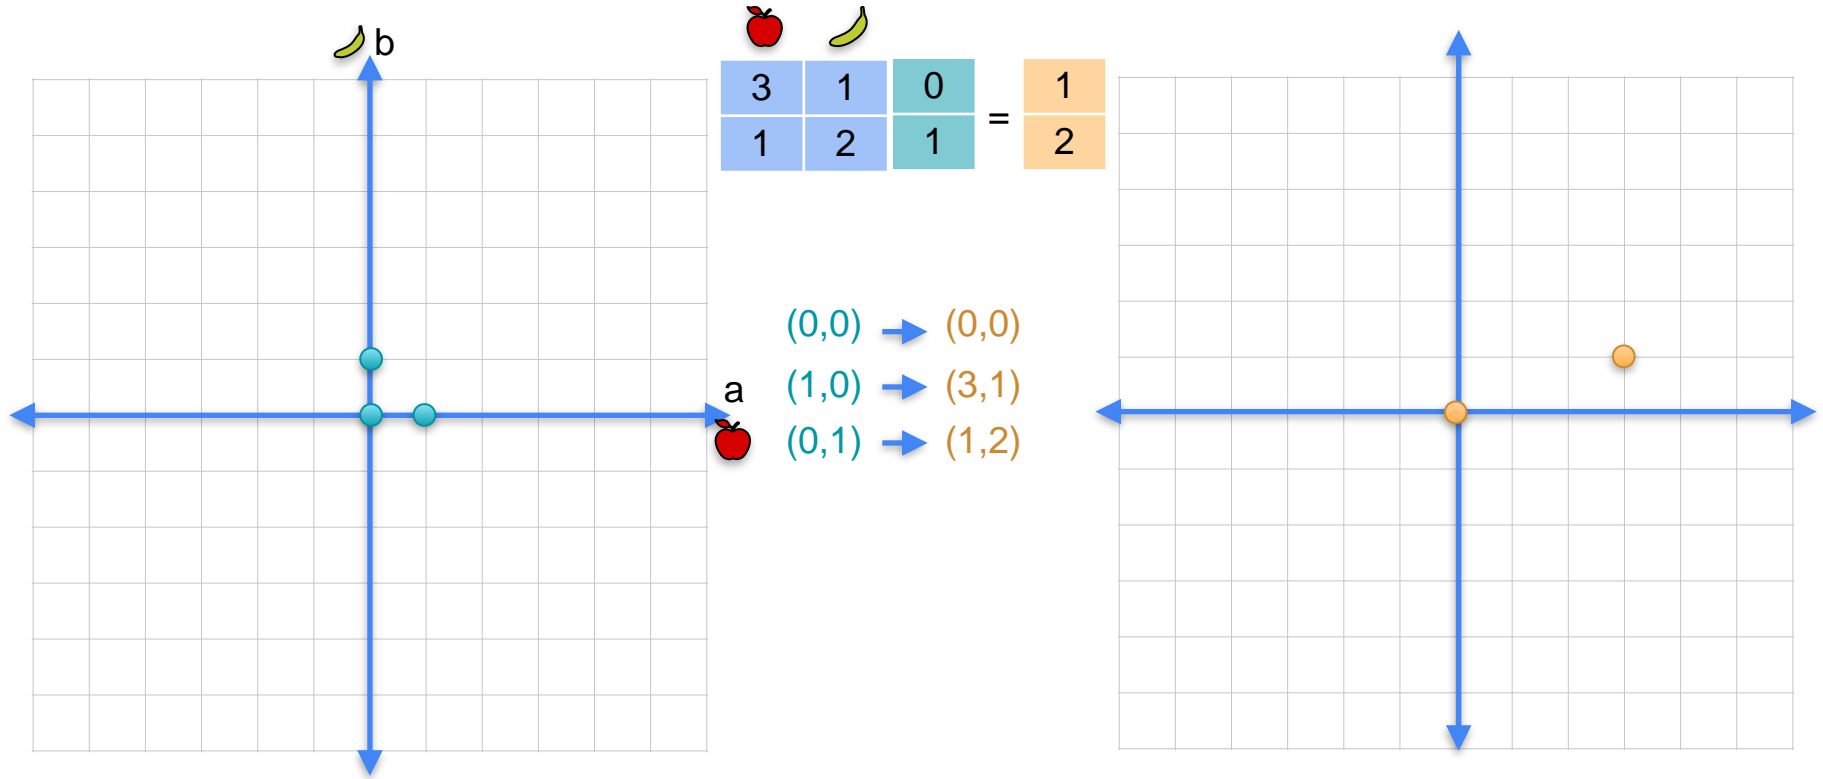 b
3 1 0 = 1
1 2 1 2
(0,0) (0,0)
a
(1,0) (3,1)
(0,1) (1,2)